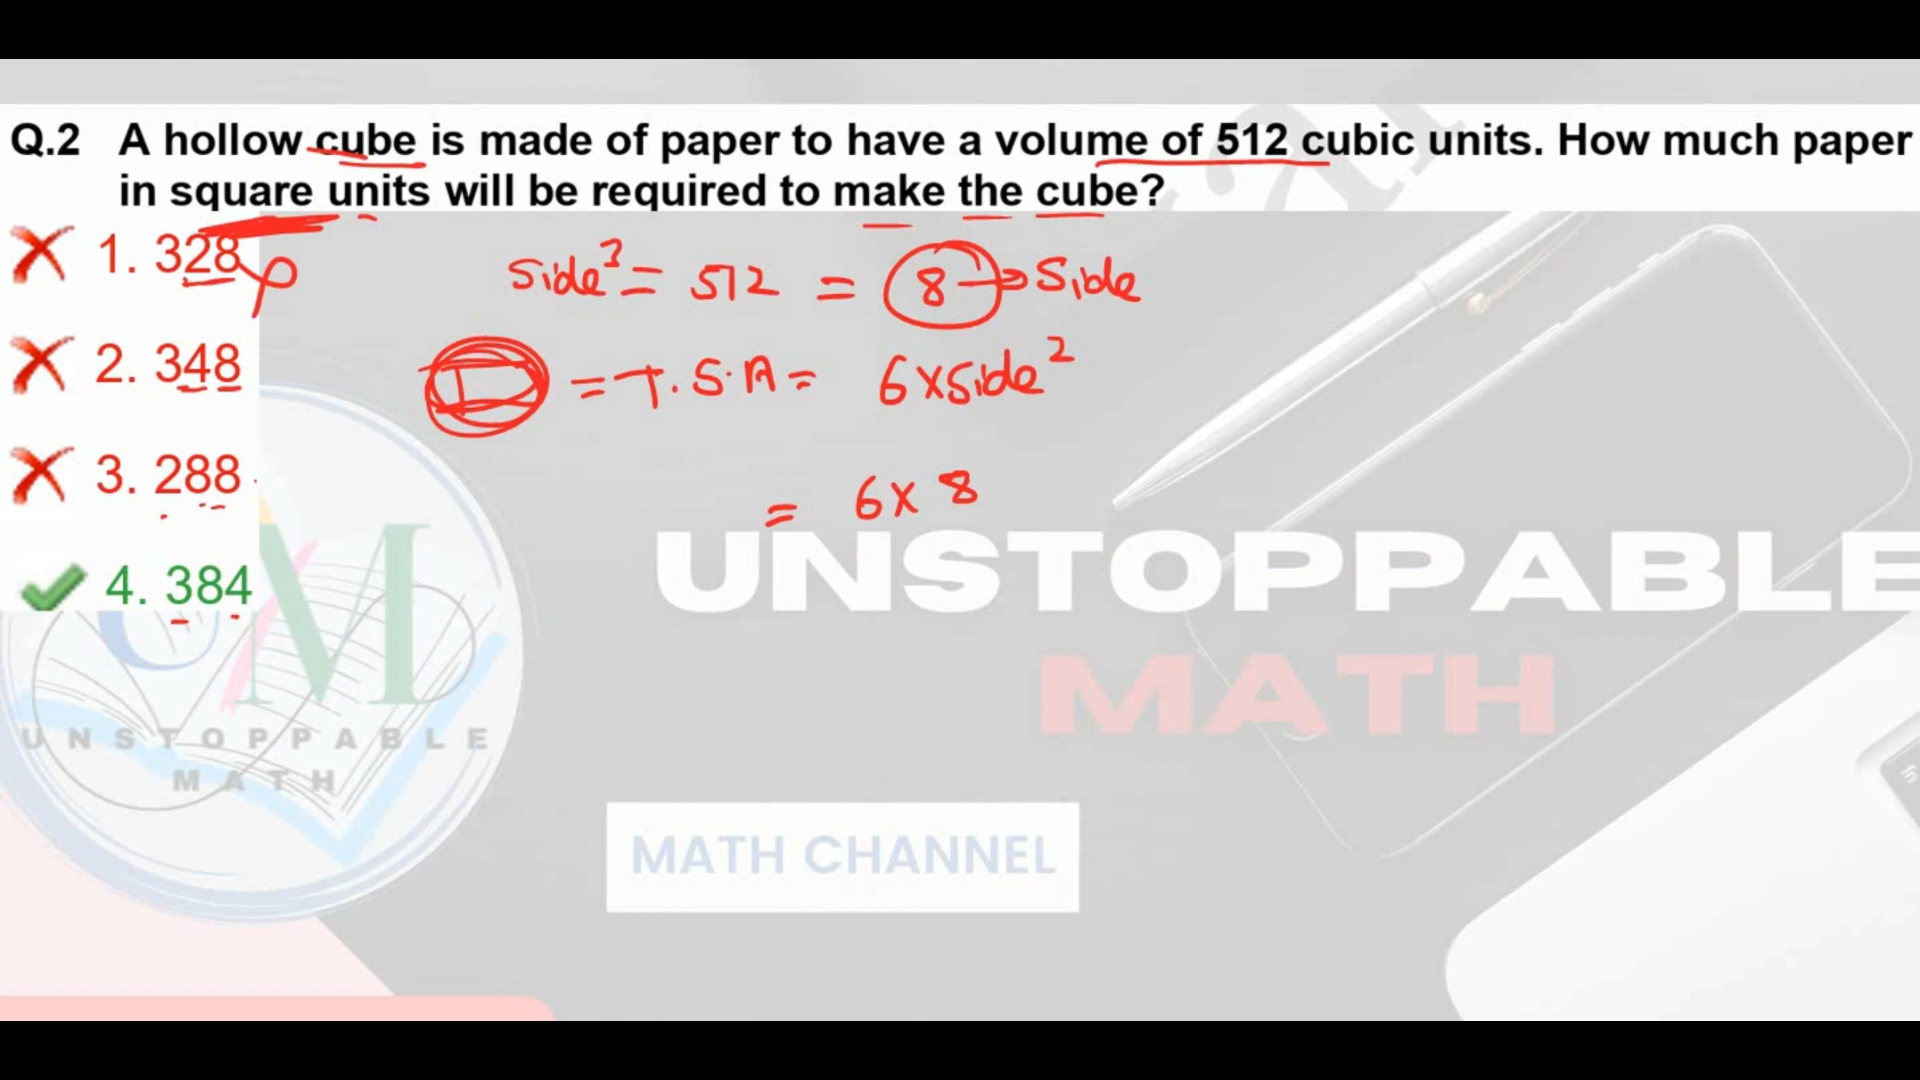 Q.2 A hollow cube is made of paper to have a volume of 512 cubic units. How much paper
in square units will be required to make the cube?
1. 328
2. 348
3. 288
4. 384
Side³ = 512 = 8 → Side
= T.S.A = 6×Side²
= 6×8
UNSTOPPABLE
MATH
MATH CHANNEL
UM
UNSTOPPABLE
MATH